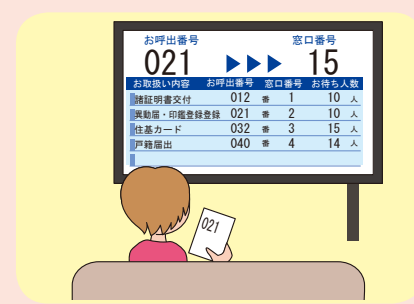 お呼出番号 窓口番号
021 ▶▶▶ 15
お取扱い内容 お呼出番号 窓口番号 お待ち人数
諸証明書交付 012 番 1 10 人
異動届・印鑑登録登録 021 番 2 10 人
住基カード 032 番 3 15 人
戸籍届出 040 番 4 14 人
021